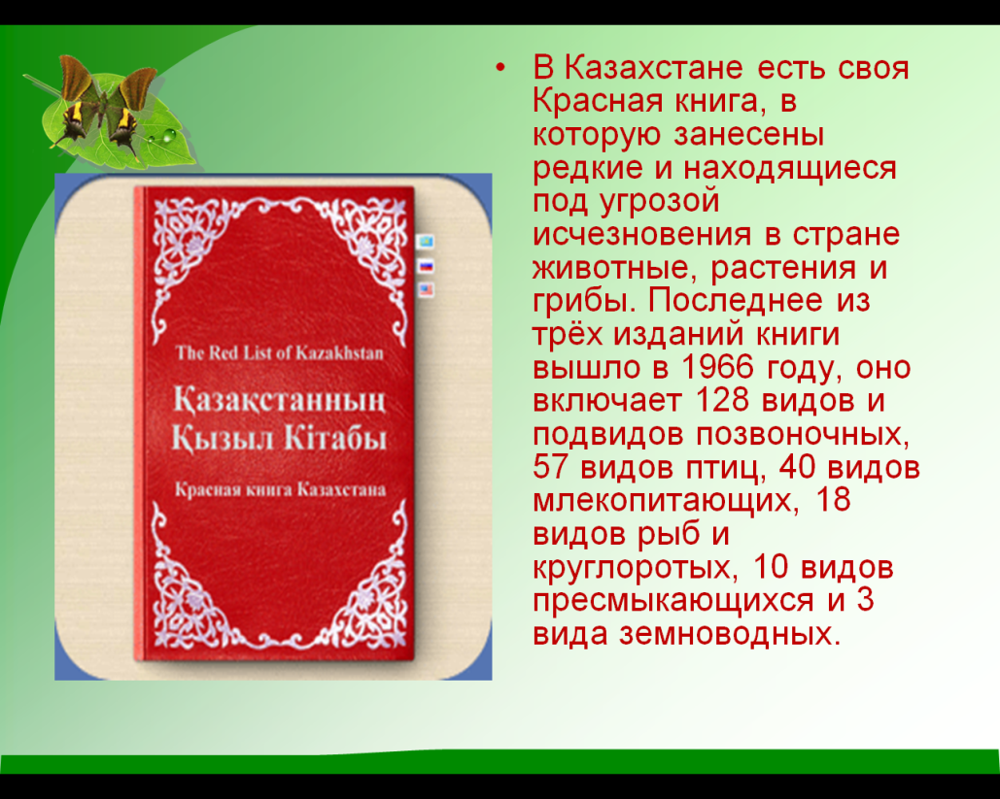 The Red List of Kazakhstan
Қазақстанның
Қызыл Кітабы
Красная книга Казахстана
• В Казахстане есть своя
Красная книга, в
которую занесены
редкие и находящиеся
под угрозой
исчезновения в стране
животные, растения и
грибы. Последнее из
трёх изданий книги
вышло в 1966 году, оно
включает 128 видов и
подвидов позвоночных,
57 видов птиц, 40 видов
млекопитающих, 18
видов рыб и
круглоротых, 10 видов
пресмыкающихся и 3
вида земноводных.